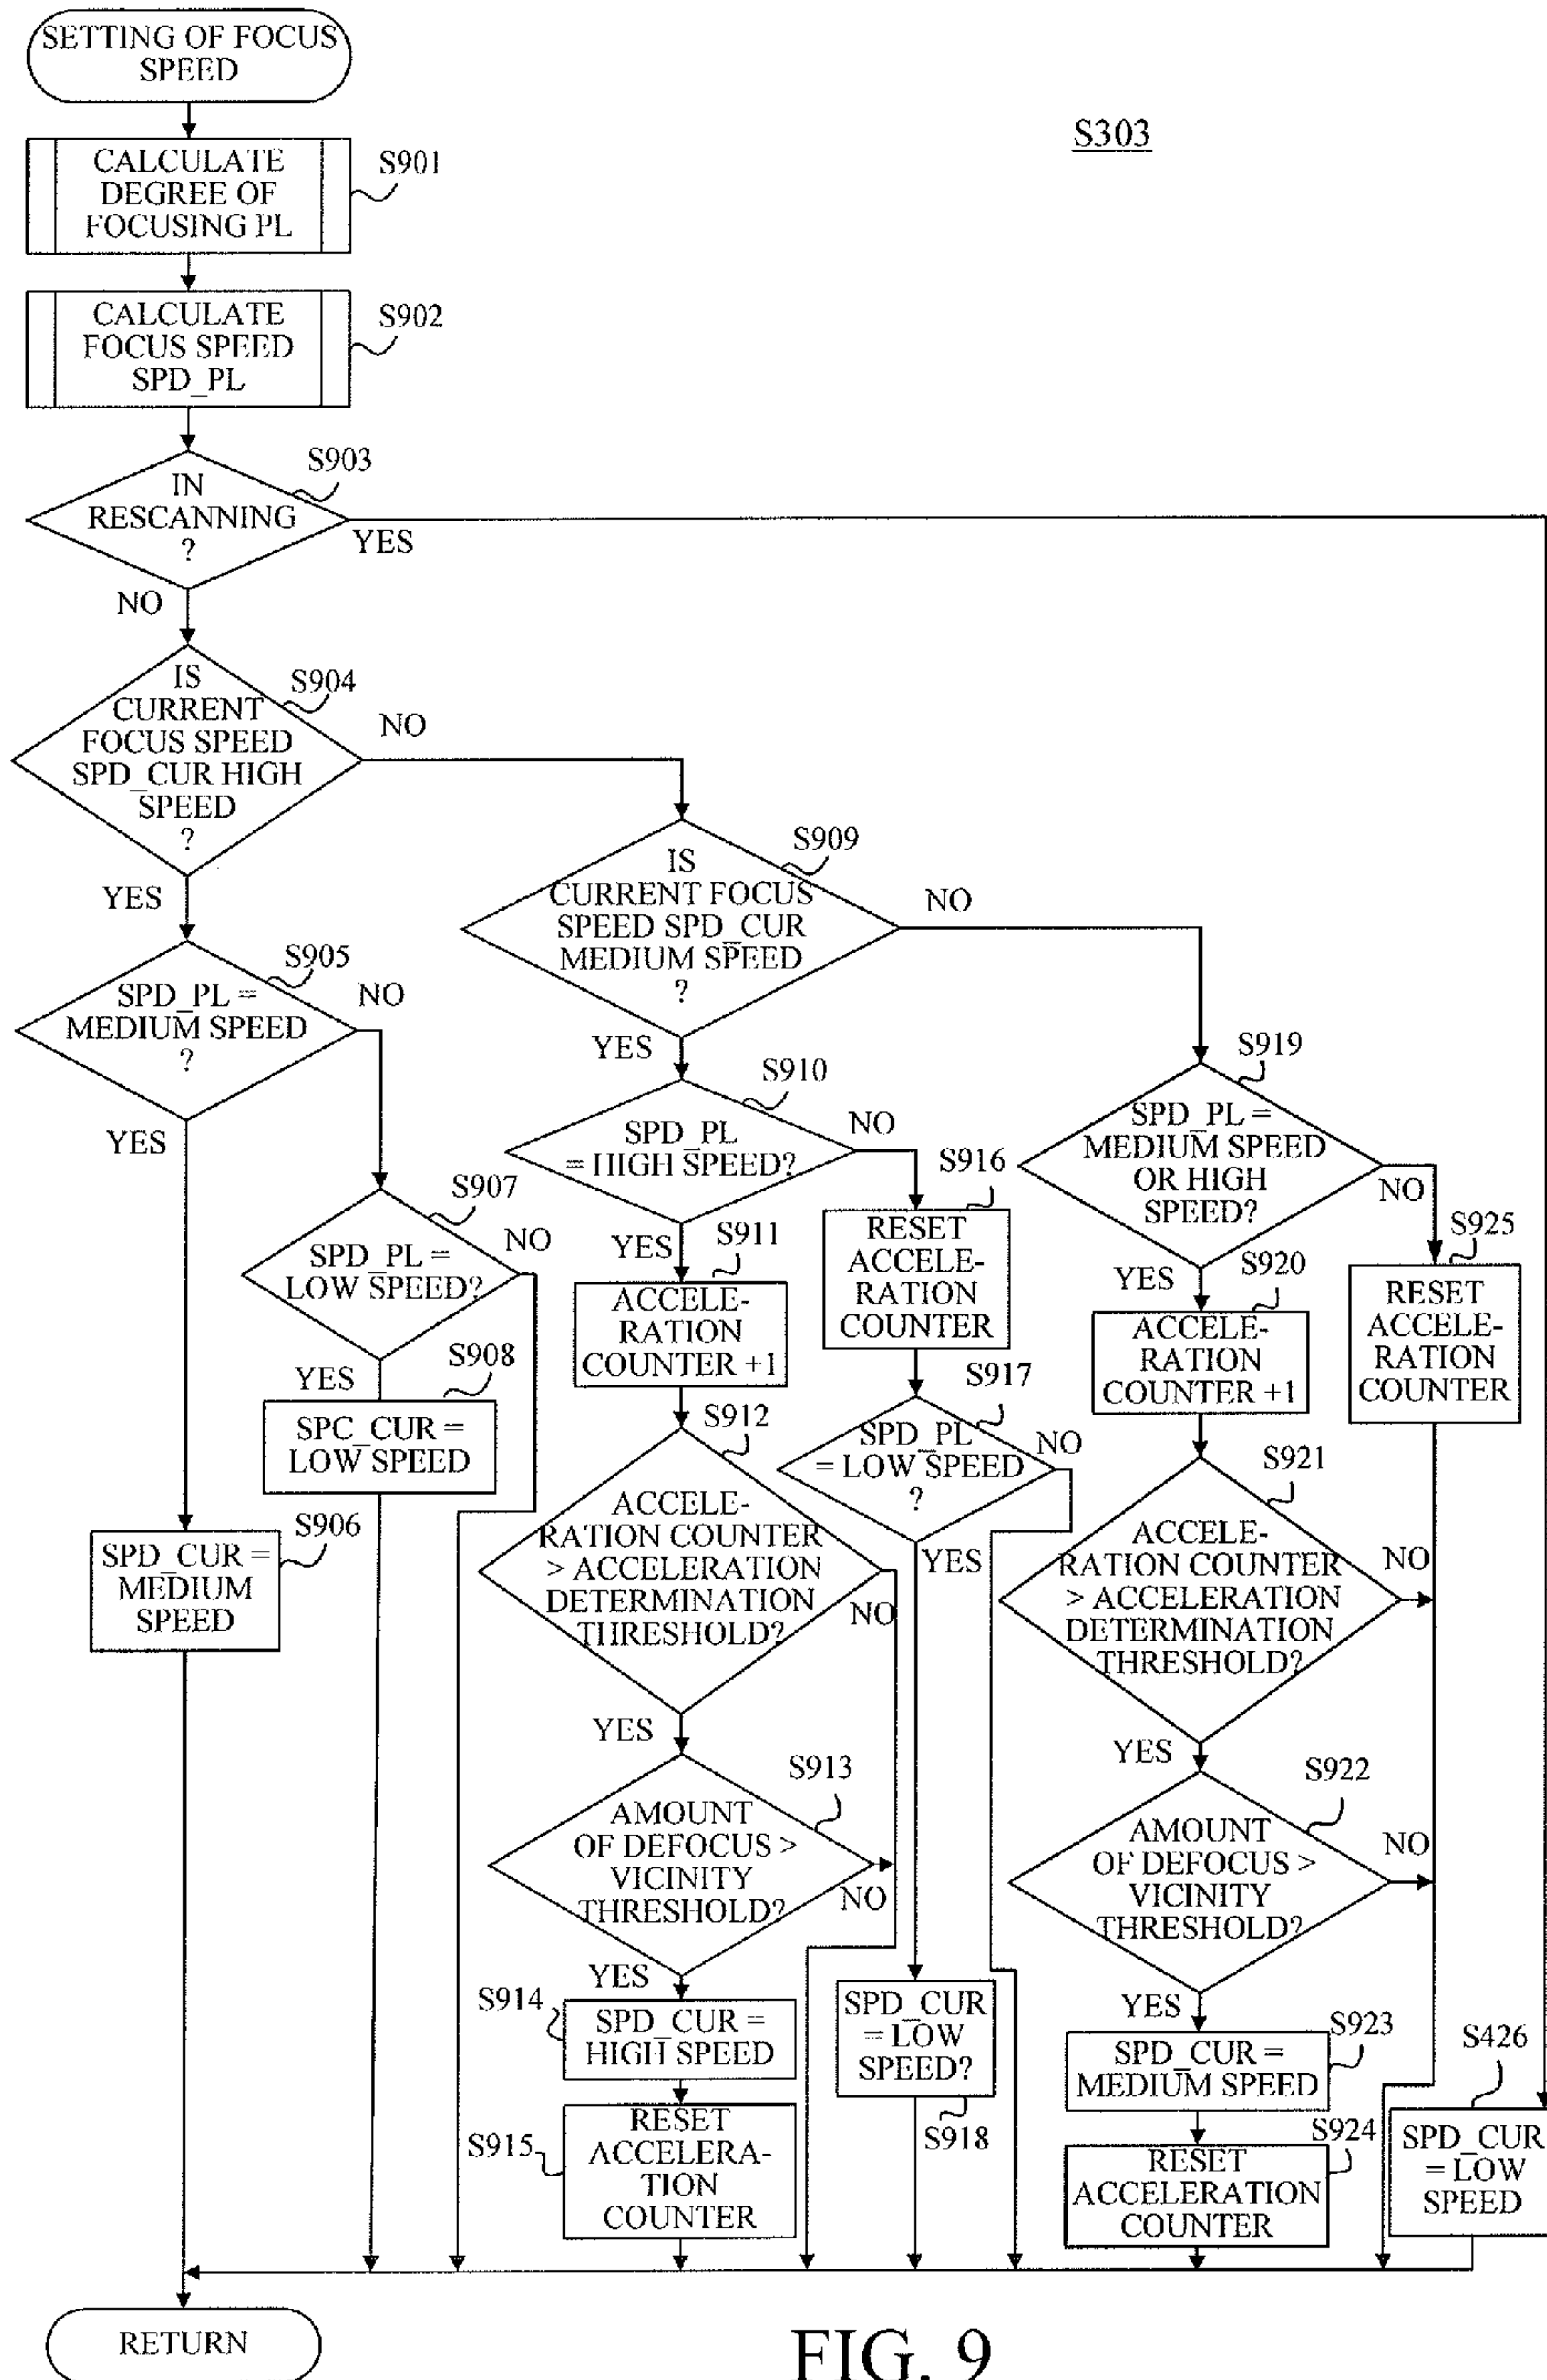 SETTING OF FOCUS
SPEED
S303
CALCULATE
DEGREE OF
FOCUSING PL
S901
CALCULATE
FOCUS SPEED
SPD_PL
S902
IN
RESCANNING
?
S903
YES
NO
IS
CURRENT
FOCUS SPEED
SPD_CUR HIGH
SPEED
?
S904
NO
YES
IS
CURRENT FOCUS
SPEED SPD_CUR
MEDIUM SPEED
?
S909
NO
YES
SPD_PL =
MEDIUM SPEED
?
S905
NO
YES
SPD_PL
= HIGH SPEED?
S910
NO
YES
SPD_PL =
MEDIUM SPEED
OR HIGH
SPEED?
S919
NO
YES
SPD_PL =
LOW SPEED?
S907
NO
YES
SPC_CUR =
LOW SPEED
S908
SPD_CUR =
MEDIUM
SPEED
S906
ACCELE-
RATION
COUNTER +1
S911
RESET
ACCELE-
RATION
COUNTER
S916
ACCELE-
RATION
COUNTER +1
S920
RESET
ACCELE-
RATION
COUNTER
S925
ACCELE-
RATION COUNTER
> ACCELERATION
DETERMINATION
THRESHOLD?
S912
NO
YES
SPD_PL
= LOW SPEED
?
S917
NO
YES
ACCELE-
RATION COUNTER
> ACCELERATION
DETERMINATION
THRESHOLD?
S921
NO
YES
AMOUNT
OF DEFOCUS >
VICINITY
THRESHOLD?
S913
NO
YES
AMOUNT
OF DEFOCUS >
VICINITY
THRESHOLD?
S922
NO
YES
S914
SPD_CUR =
HIGH SPEED
S915
RESET
ACCELERA-
TION
COUNTER
SPD_CUR
= LOW
SPEED?
S918
SPD_CUR =
MEDIUM SPEED
S923
RESET
ACCELERATION
COUNTER
S924
S426
SPD_CUR
= LOW
SPEED
RETURN
FIG. 9